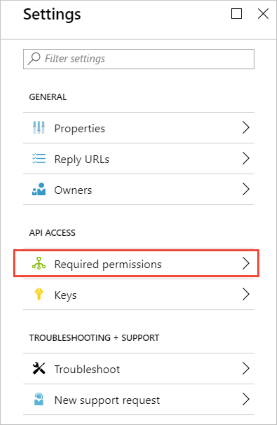 Settings
Filter settings
GENERAL
Properties
Reply URLs
Owners
API ACCESS
Required permissions
Keys
TROUBLESHOOTING + SUPPORT
Troubleshoot
New support request